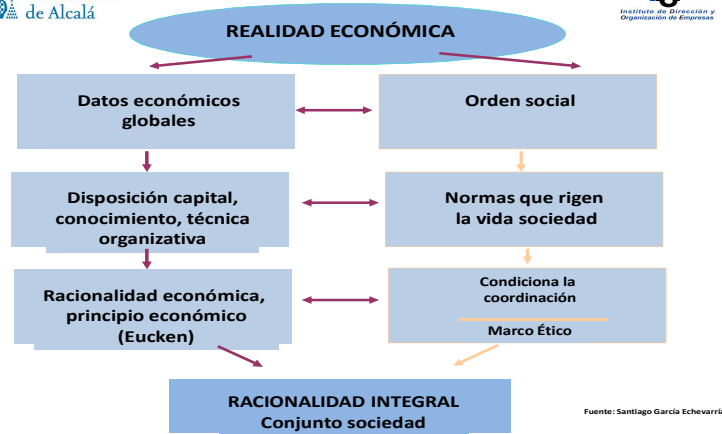 de Alcalá
Instituto de Dirección y
Organización de Empresas
REALIDAD ECONÓMICA
Datos económicos
globales
Orden social
Disposición capital,
conocimiento, técnica
organizativa
Normas que rigen
la vida sociedad
Racionalidad económica,
principio económico
(Eucken)
Condiciona la
coordinación
Marco Ético
RACIONALIDAD INTEGRAL
Conjunto sociedad
Fuente: Santiago García Echevarría